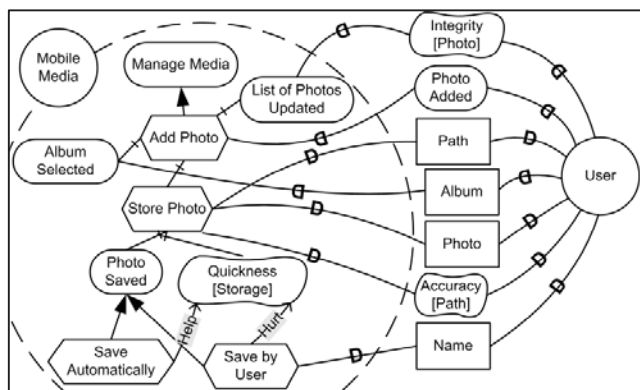 Mobile
Media
Manage Media
List of Photos
Updated
Integrity
[Photo]
Photo
Added
Add Photo
Album
Selected
Path
User
Album
Store Photo
Photo
Photo
Saved
Quickness
[Storage]
Accuracy
[Path]
Help
Hurt
Save
Automatically
Save by
User
Name
D
D
D
D
D
D
D
D
D
D
D
D
D
D